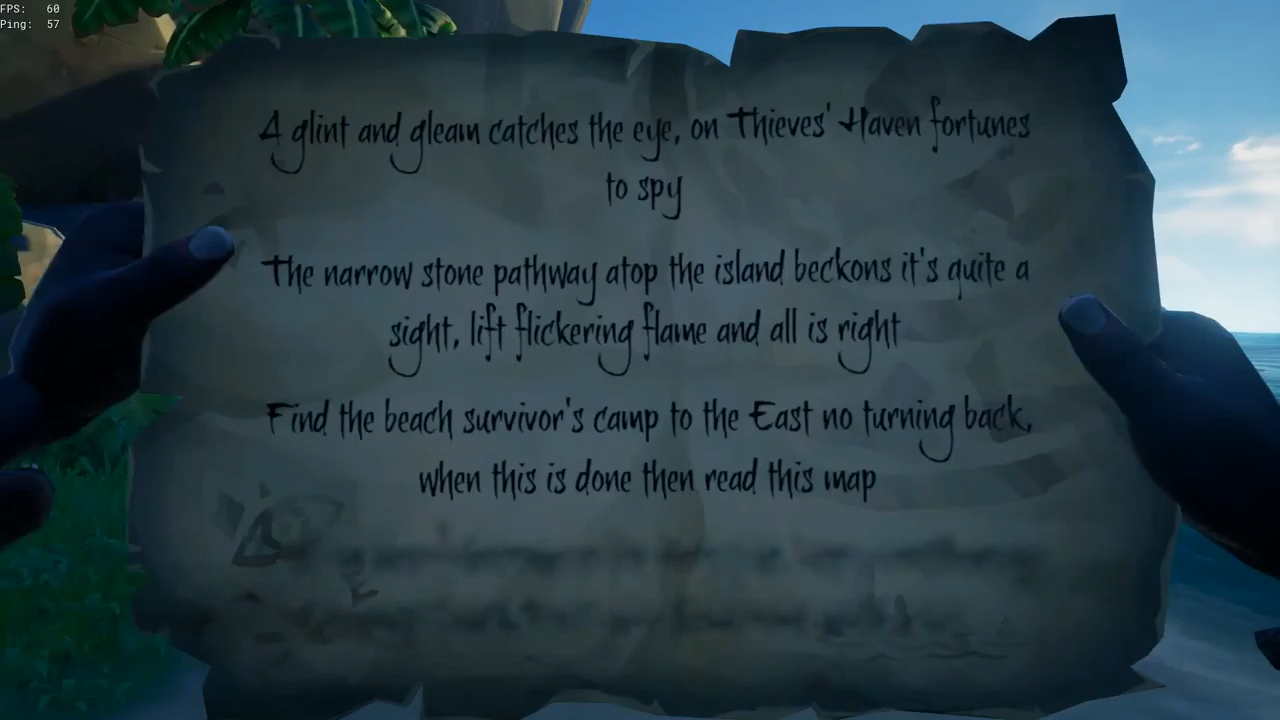 FPS: 60
Ping: 57
A glint and gleam catches the eye, on Thieves' Haven fortunes
to spy
The narrow stone pathway atop the island beckons it's quite a
sight, lift flickering flame and all is right
Find the beach survivor's camp to the East no turning back,
when this is done then read this map